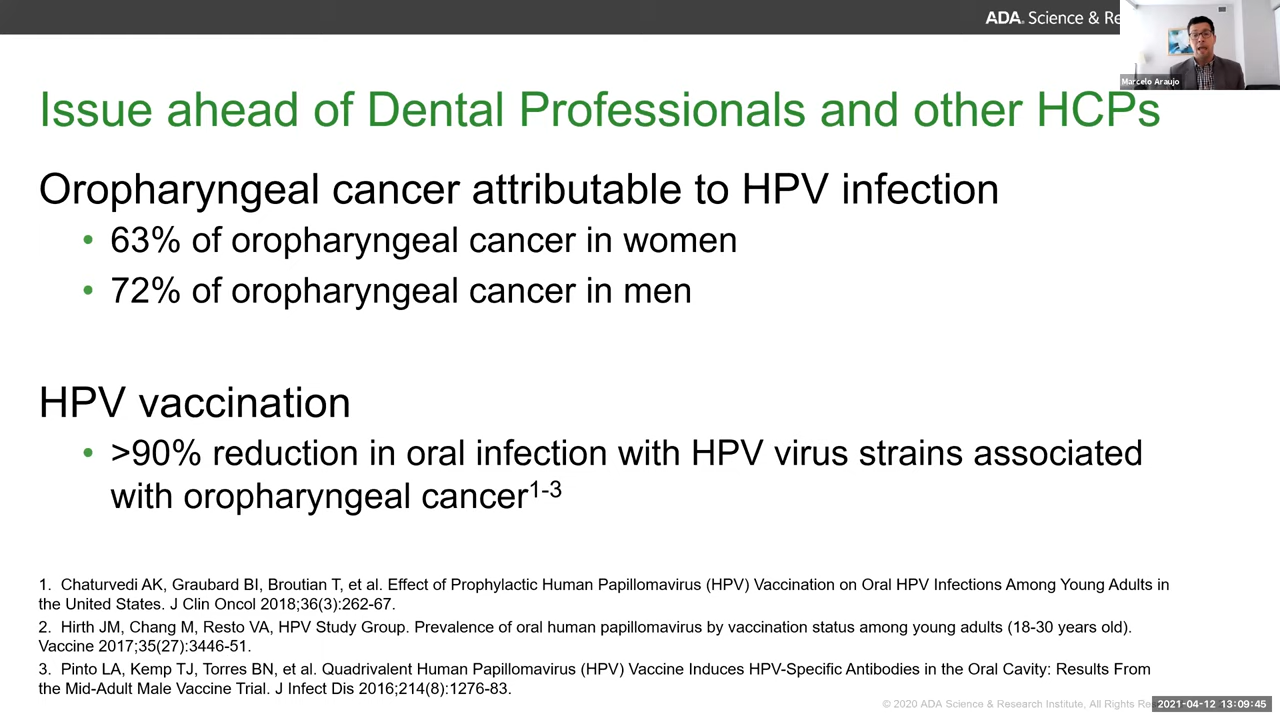 ADA. Science & Re
Marcelo Araujo
Issue ahead of Dental Professionals and other HCPs
Oropharyngeal cancer attributable to HPV infection
• 63% of oropharyngeal cancer in women
• 72% of oropharyngeal cancer in men
HPV vaccination
• >90% reduction in oral infection with HPV virus strains associated
with oropharyngeal cancer1-3
1. Chaturvedi AK, Graubard BI, Broutian T, et al. Effect of Prophylactic Human Papillomavirus (HPV) Vaccination on Oral HPV Infections Among Young Adults in
the United States. J Clin Oncol 2018;36(3):262-67.
2. Hirth JM, Chang M, Resto VA, HPV Study Group. Prevalence of oral human papillomavirus by vaccination status among young adults (18-30 years old).
Vaccine 2017;35(27):3446-51.
3. Pinto LA, Kemp TJ, Torres BN, et al. Quadrivalent Human Papillomavirus (HPV) Vaccine Induces HPV-Specific Antibodies in the Oral Cavity: Results From
the Mid-Adult Male Vaccine Trial. J Infect Dis 2016;214(8):1276-83.
© 2020 ADA Science & Research Institute, All Rights
2021-04-12 13:09:45